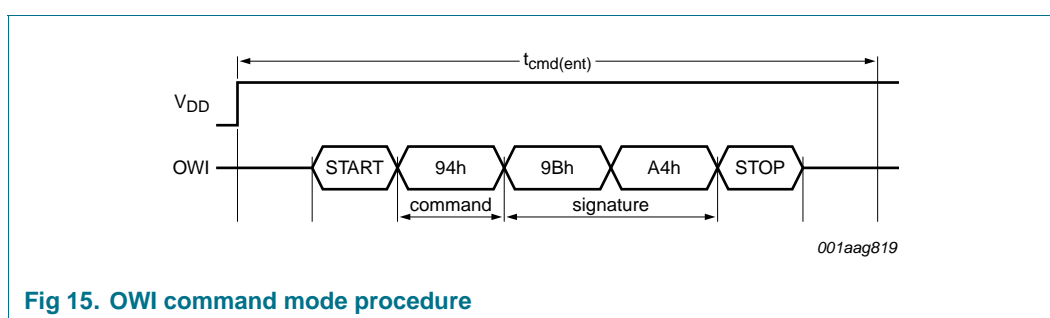 tcmd(ent)
VDD
OWI START 94h 9Bh A4h STOP
command signature
001aag819
Fig 15. OWI command mode procedure